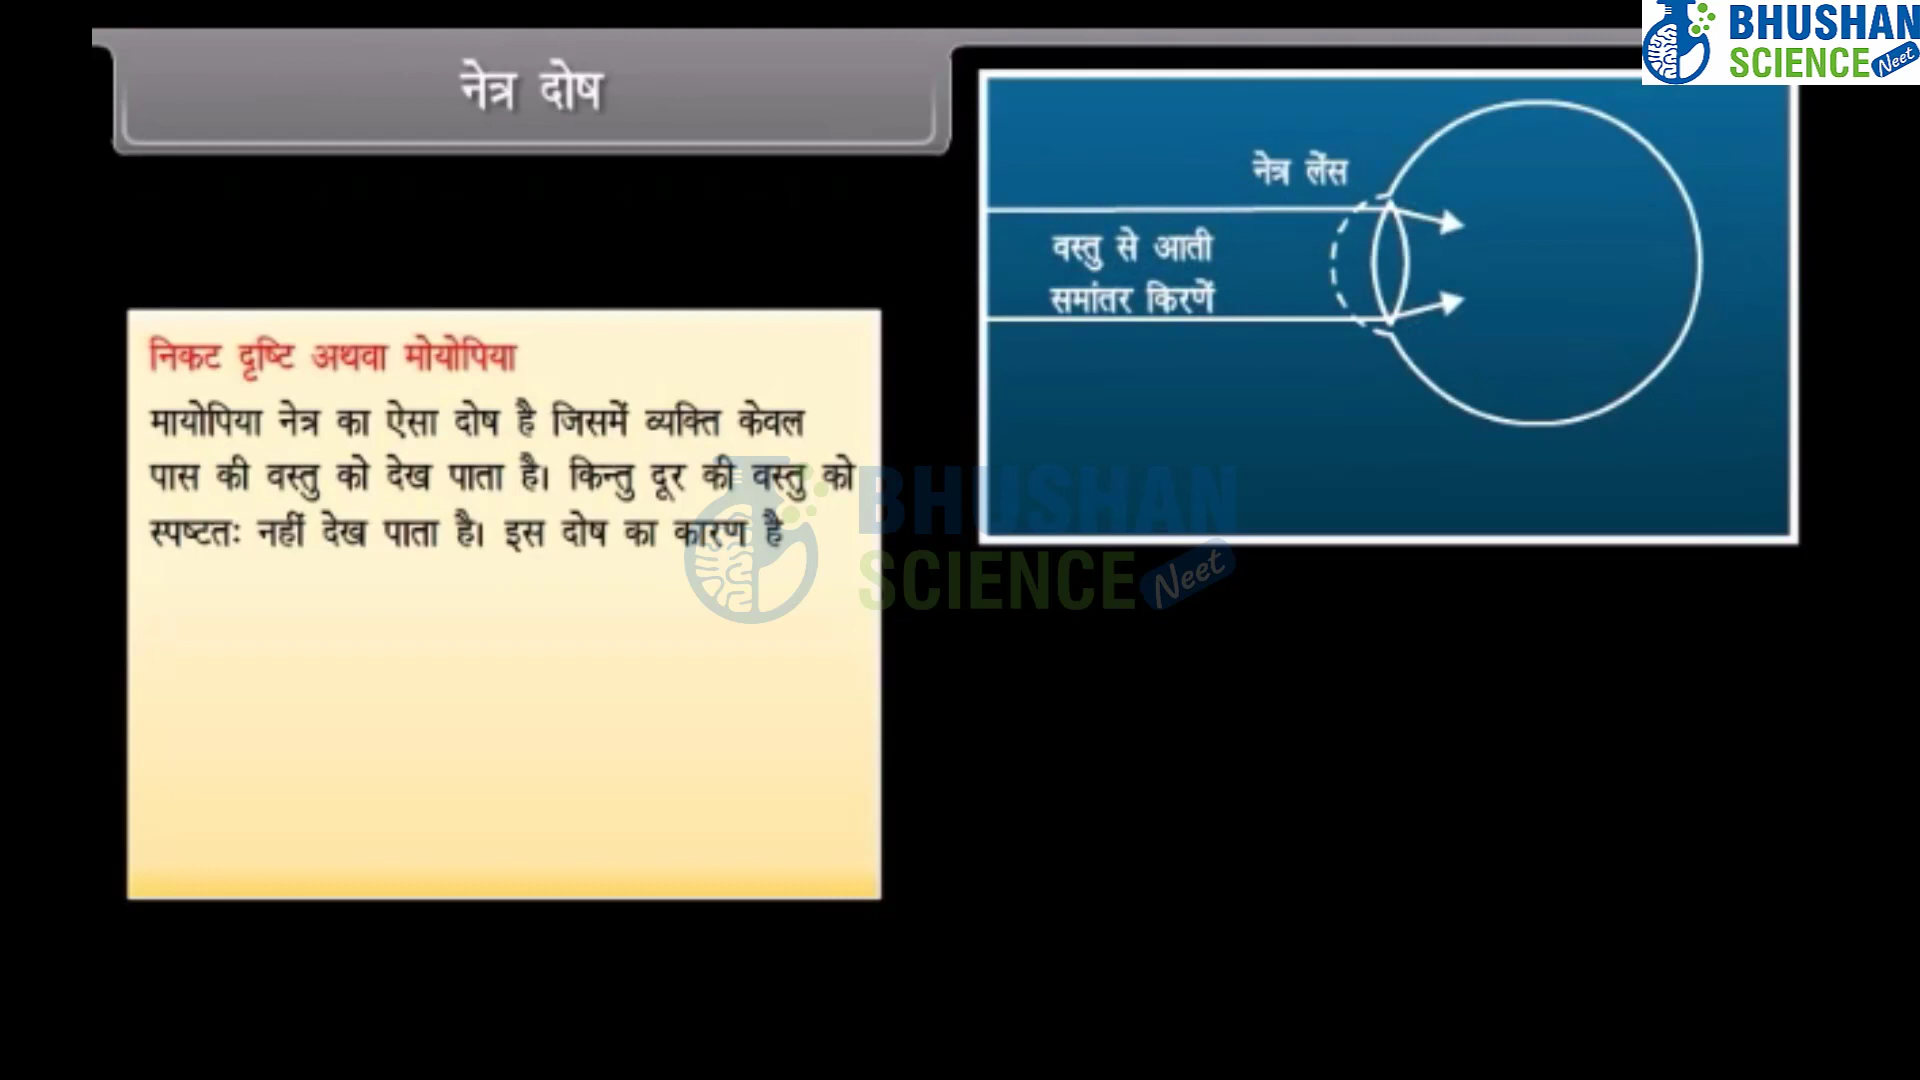 BHUSHAN
SCIENCE Neet
नेत्र दोष
नेत्र लेंस
वस्तु से आती
समांतर किरणें
निकट दृष्टि अथवा मोयोपिया
मायोपिया नेत्र का ऐसा दोष है जिसमें व्यक्ति केवल
पास की वस्तु को देख पाता है। किन्तु दूर की वस्तु को
स्पष्टतः नहीं देख पाता है। इस दोष का कारण है
BHUSHAN
SCIENCE Neet